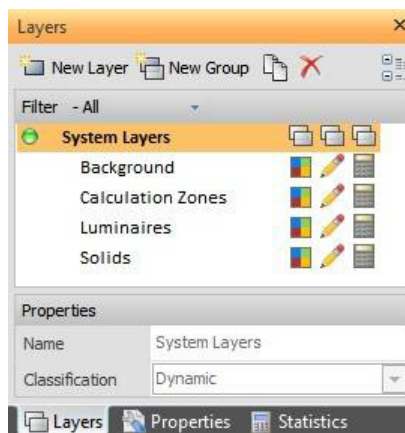 Layers
New Layer New Group
Filter - All
System Layers
Background
Calculation Zones
Luminaires
Solids
Properties
Name System Layers
Classification Dynamic
Layers Properties Statistics